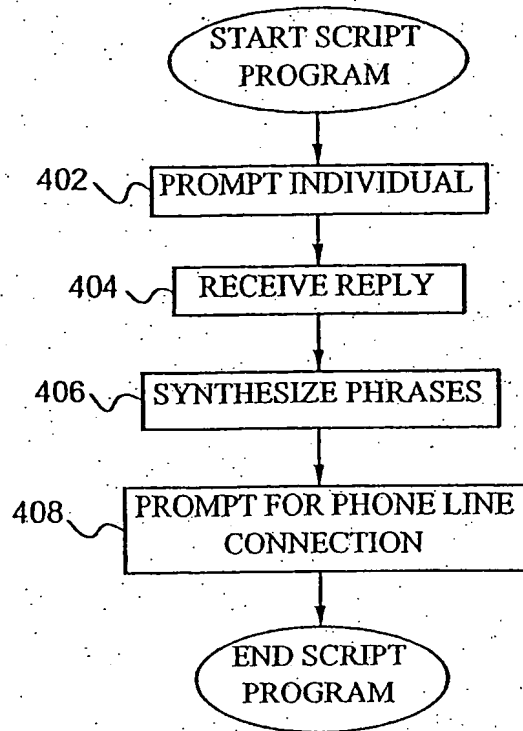 START SCRIPT
PROGRAM
402
PROMPT INDIVIDUAL
404
RECEIVE REPLY
406
SYNTHESIZE PHRASES
408
PROMPT FOR PHONE LINE
CONNECTION
END SCRIPT
PROGRAM